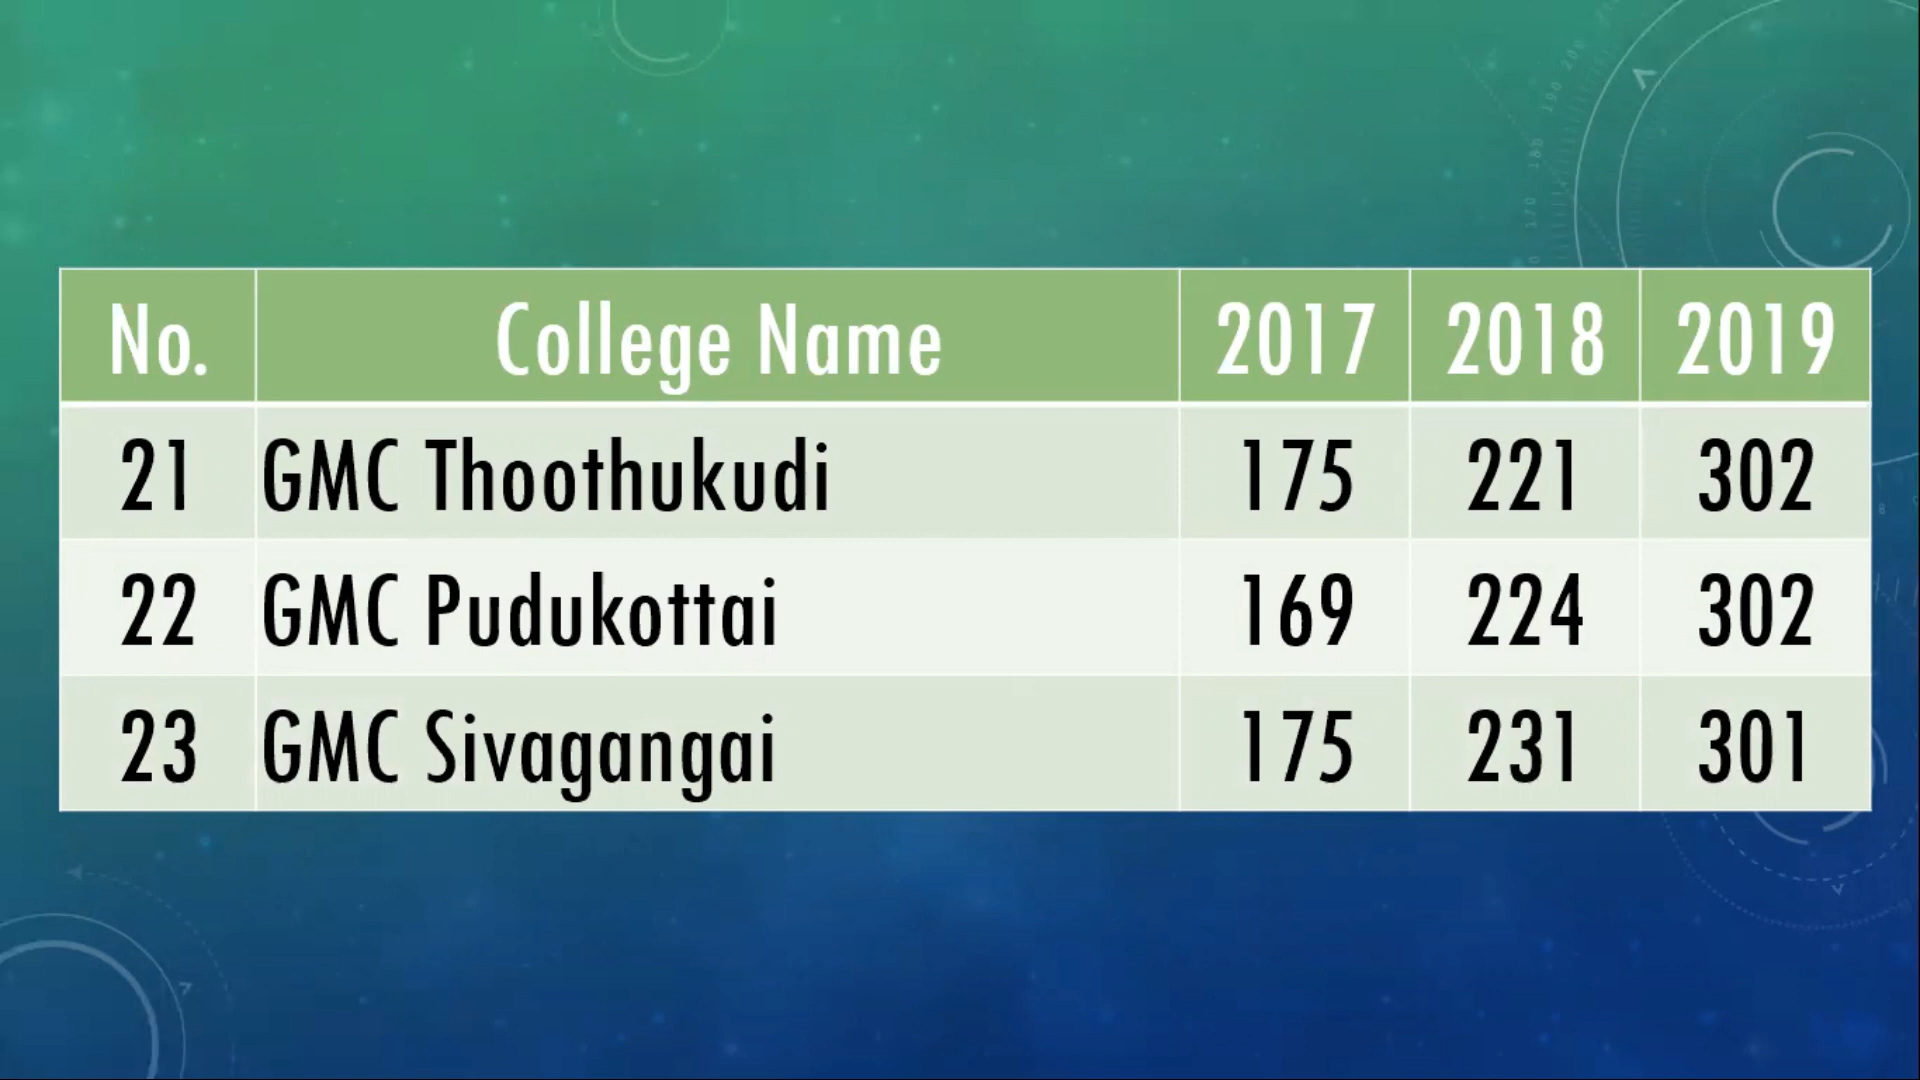 No. College Name 2017 2018 2019
21 GMC Thoothukudi 175 221 302
22 GMC Pudukottai 169 224 302
23 GMC Sivagangai 175 231 301